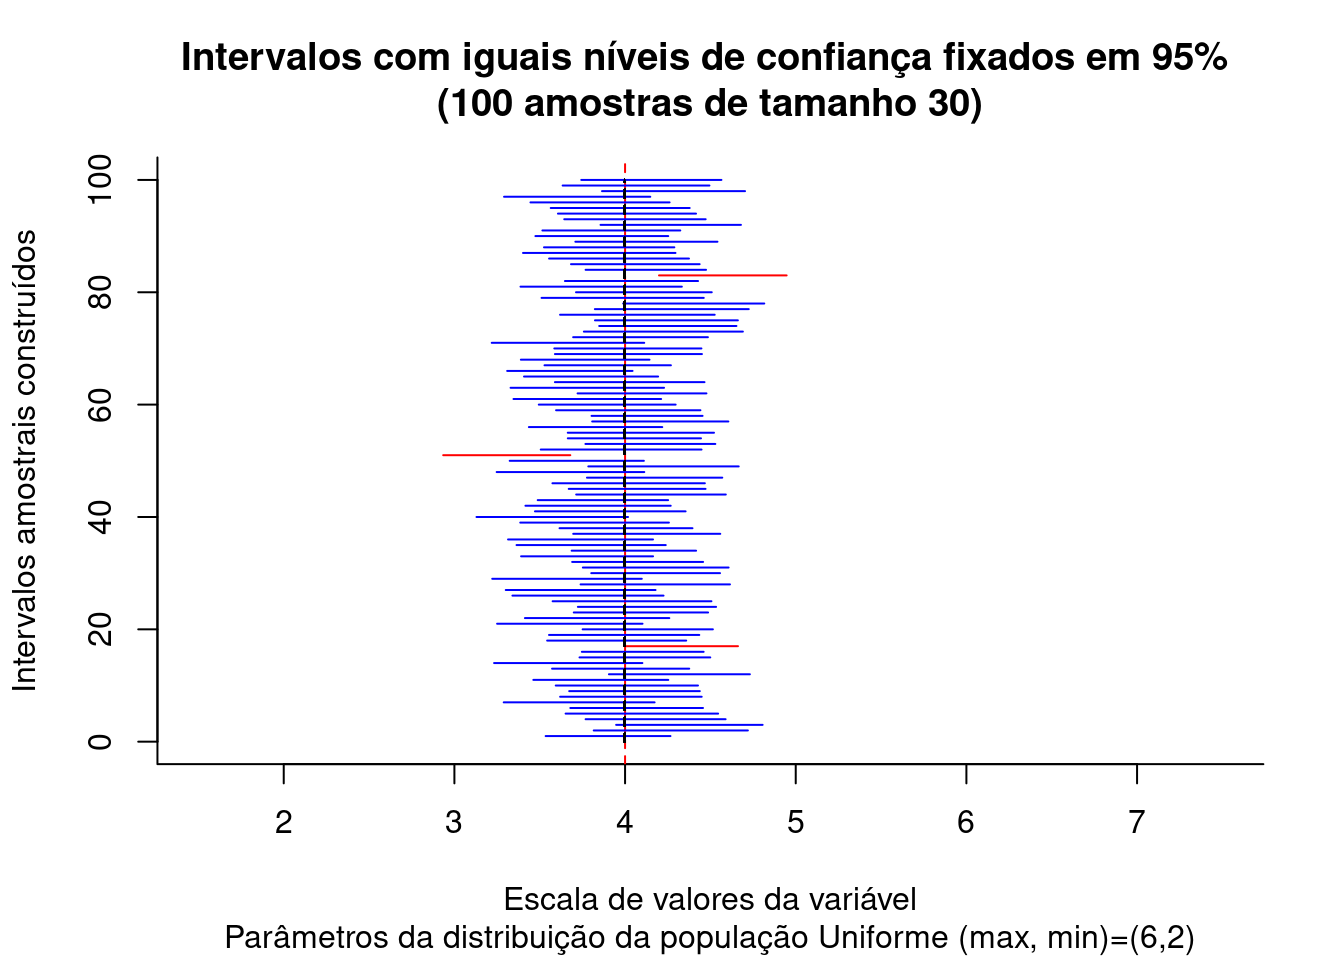 Intervalos com iguais níveis de confiança fixados em 95%
(100 amostras de tamanho 30)
Intervalos amostrais construídos
100
80
60
40
20
0
2 3 4 5 6 7
Escala de valores da variável
Parâmetros da distribuição da população Uniforme (max, min)=(6,2)